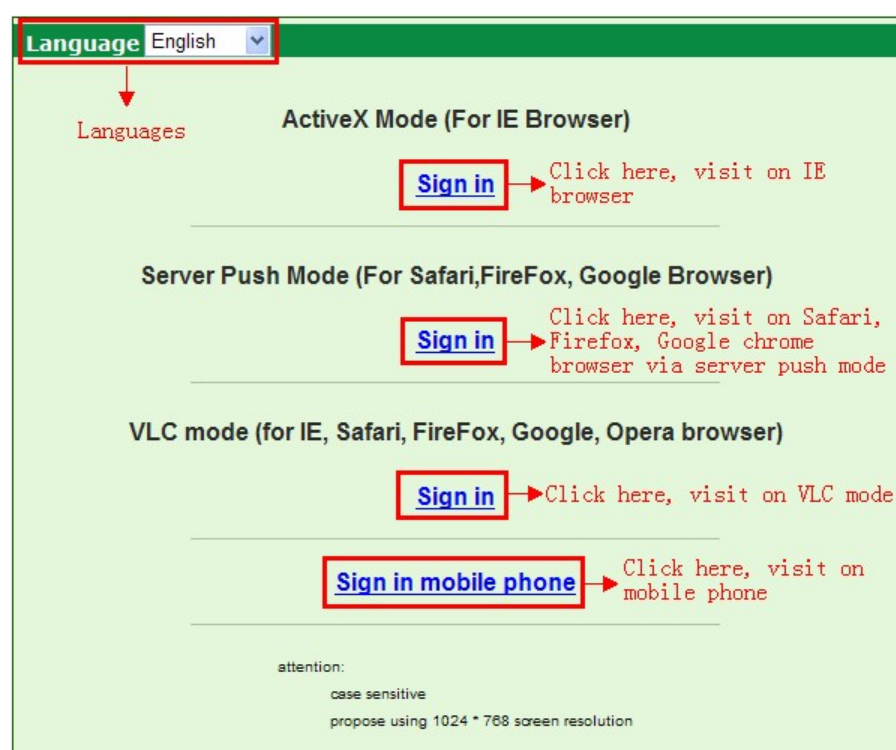 Language English
Languages
ActiveX Mode (For IE Browser)
Sign in
Click here, visit on IE
browser
Server Push Mode (For Safari,FireFox, Google Browser)
Sign in
Click here, visit on Safari,
Firefox, Google chrome
browser via server push mode
VLC mode (for IE, Safari, FireFox, Google, Opera browser)
Sign in
Click here, visit on VLC mode
Sign in mobile phone
Click here, visit on
mobile phone
attention:
case sensitive
propose using 1024 * 768 screen resolution